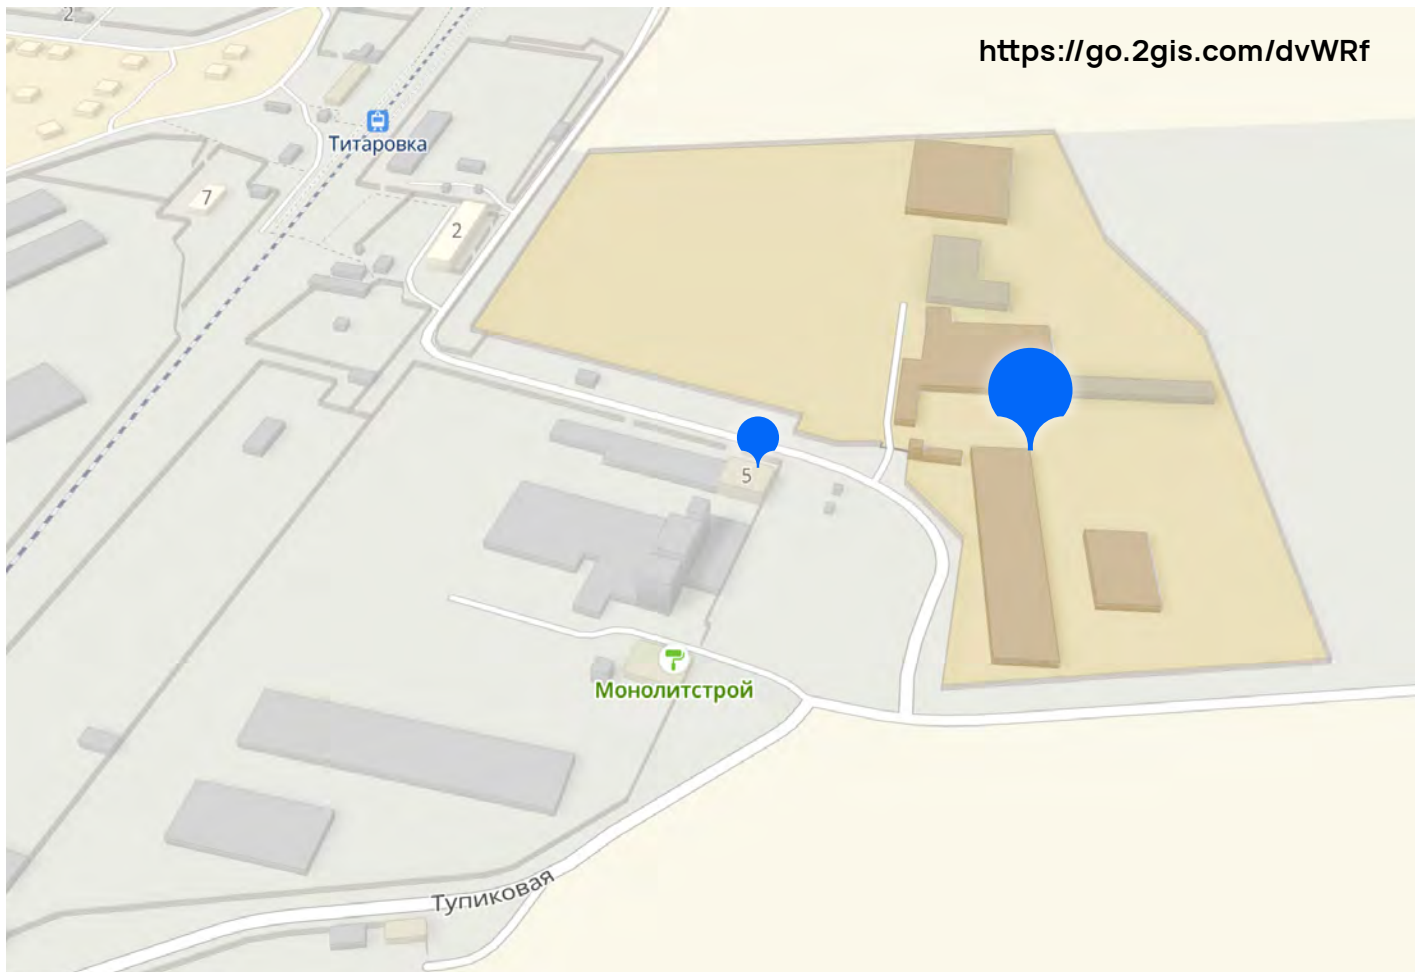 2
https://go.2gis.com/dvWRf
Титаровка
7
2
5
Монолитстрой
Тупиковая